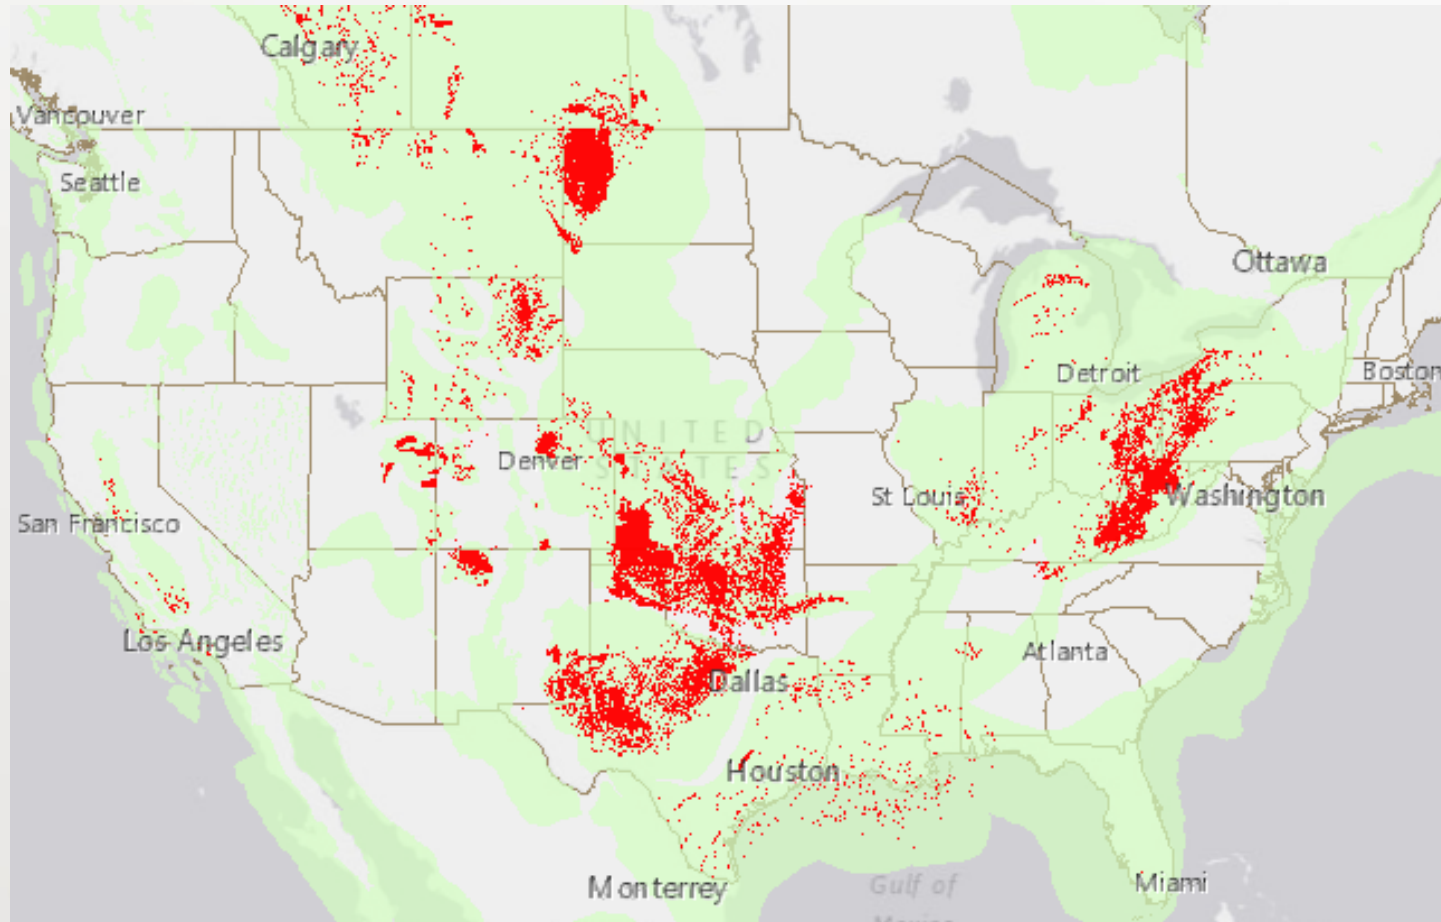 Calgary
Vancouver
Seattle
Ottawa
Detroit
Boston
UNITED
STATES
Denver
St Louis
Washington
San Francisco
Los Angeles
Atlanta
Dallas
Houston
Monterrey
Gulf of
Miami